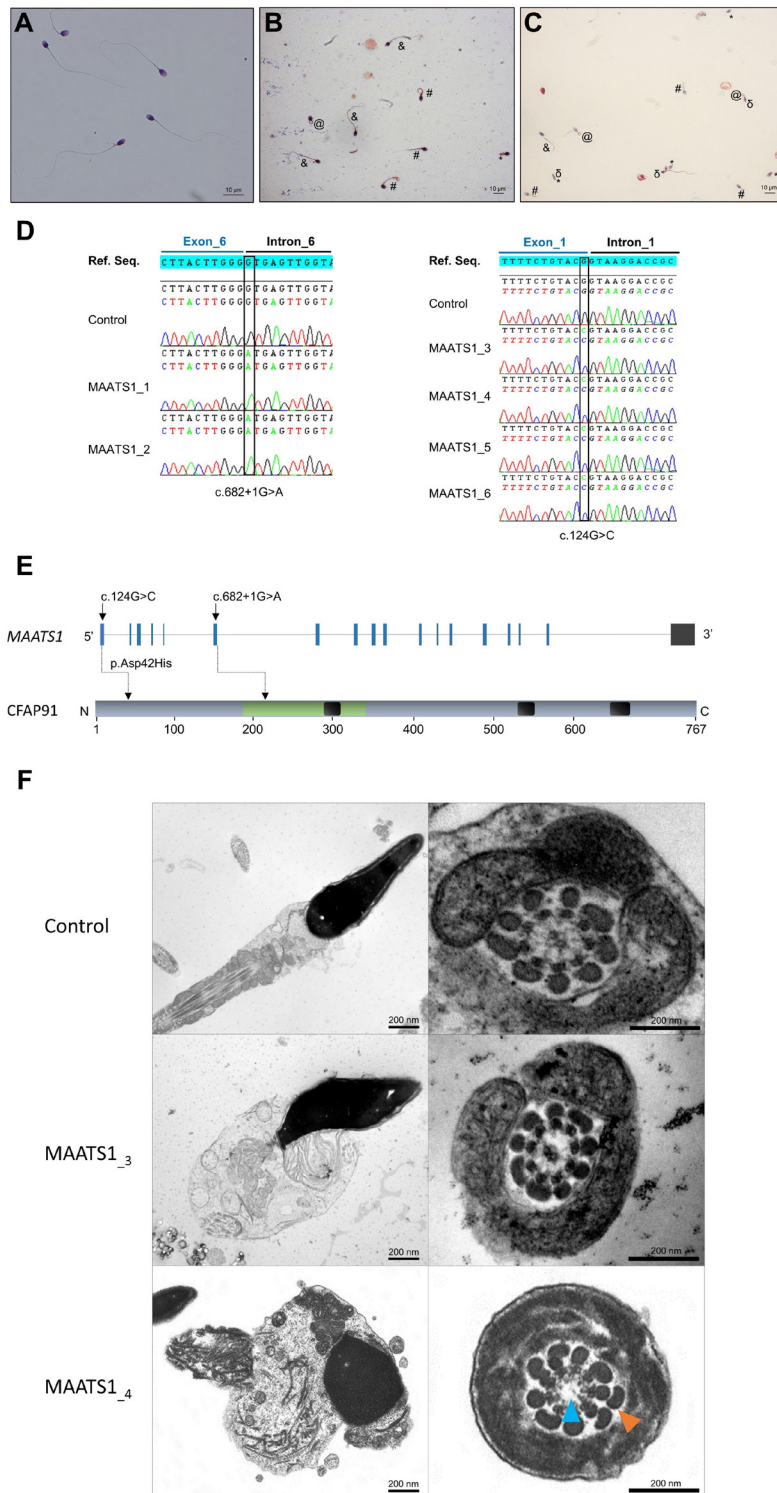 A
10 µm
B
&
#
@
&
&
#
*
#
10 µm
C
*
#
@
δ
&
@
δ
*
δ
*
#
#
10 µm
D
Exon_6 Intron_6
Ref. Seq. CTTACTTGGGGTGAGTTGGTA
CTTACTTGGGGTGAGTTGGTA
CTTACTTGGGGTGAGTTGGTA
Control
CTTACTTGGGATGAGTTGGTA
CTTACTTGGGATGAGTTGGTA
MAATS1_1
CTTACTTGGGATGAGTTGGTA
CTTACTTGGGATGAGTTGGTA
MAATS1_2
c.682+1G>A
Exon_1 Intron_1
Ref. Seq. TTTTCTGTACGGTAAGGACCGC
TTTTCTGTACGGTAAGGACCGC
TTTTCTGTACGGTAAGGACCGC
Control
TTTTCTGTACCGTAAGGACCGC
TTTTCTGTACCGTAAGGACCGC
MAATS1_3
TTTTCTGTACCGTAAGGACCGC
TTTTCTGTACCGTAAGGACCGC
MAATS1_4
TTTTCTGTACCGTAAGGACCGC
TTTTCTGTACCGTAAGGACCGC
MAATS1_5
TTTTCTGTACCGTAAGGACCGC
TTTTCTGTACCGTAAGGACCGC
MAATS1_6
c.124G>C
E
c.124G>C c.682+1G>A
MAATS1 5' 3'
p.Asp42His
CFAP91 N C
1 100 200 300 400 500 600 767
F
Control
200 nm
200 nm
MAATS1_3
200 nm
200 nm
MAATS1_4
200 nm
200 nm